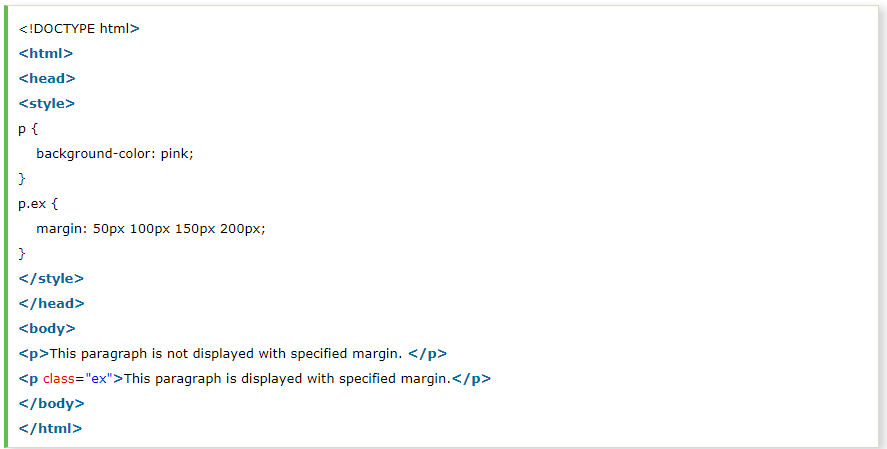 <!DOCTYPE html>
<html>
<head>
<style>
p {
    background-color: pink;
}
p.ex {
    margin: 50px 100px 150px 200px;
}
</style>
</head>
<body>
<p>This paragraph is not displayed with specified margin. </p>
<p class="ex">This paragraph is displayed with specified margin.</p>
</body>
</html>